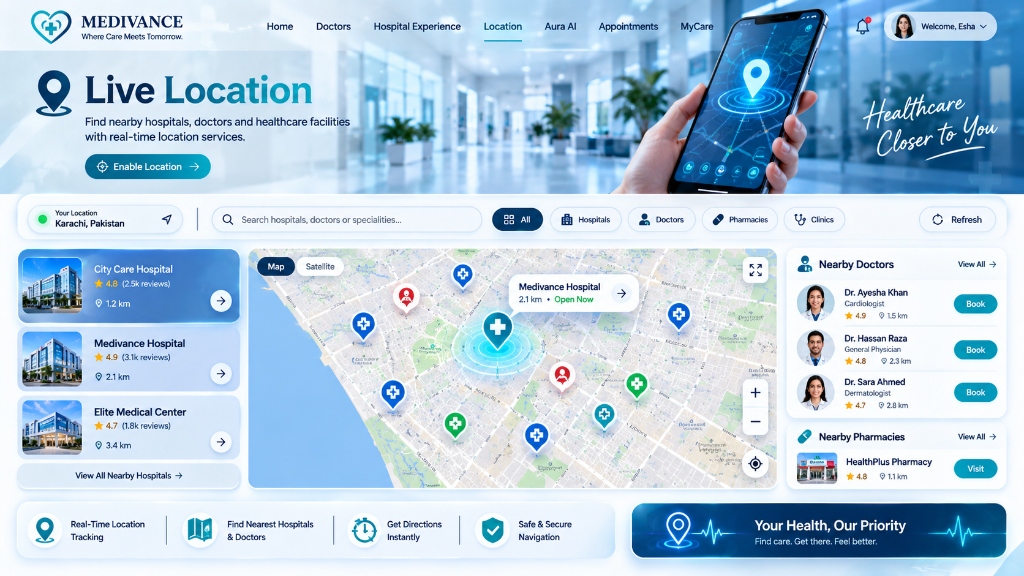 MEDIVANCE
Where Care Meets Tomorrow.
Home
Doctors
Hospital Experience
Location
Aura AI
Appointments
MyCare
Welcome, Esha
Live Location
Find nearby hospitals, doctors and healthcare facilities
with real-time location services.
Enable Location
Healthcare
Closer to You
Your Location
Karachi, Pakistan
Search hospitals, doctors or specialities...
All
Hospitals
Doctors
Pharmacies
Clinics
Refresh
City Care Hospital
4.8 (2.5k reviews)
1.2 km
Medivance Hospital
4.9 (3.1k reviews)
2.1 km
Elite Medical Center
4.7 (1.8k reviews)
3.4 km
View All Nearby Hospitals →
Map
Satellite
Medivance Hospital
2.1 km • Open Now
Nearby Doctors
View All →
Dr. Ayesha Khan
Cardiologist
4.9 1.5 km
Book
Dr. Hassan Raza
General Physician
4.8 2.3 km
Book
Dr. Sara Ahmed
Dermatologist
4.7 2.8 km
Book
Nearby Pharmacies
View All →
HealthPlus Pharmacy
4.8 1.1 km
Visit
Real-Time Location
Tracking
Find Nearest Hospitals
& Doctors
Get Directions
Instantly
Safe & Secure
Navigation
Your Health, Our Priority
Find care. Get there. Feel better.